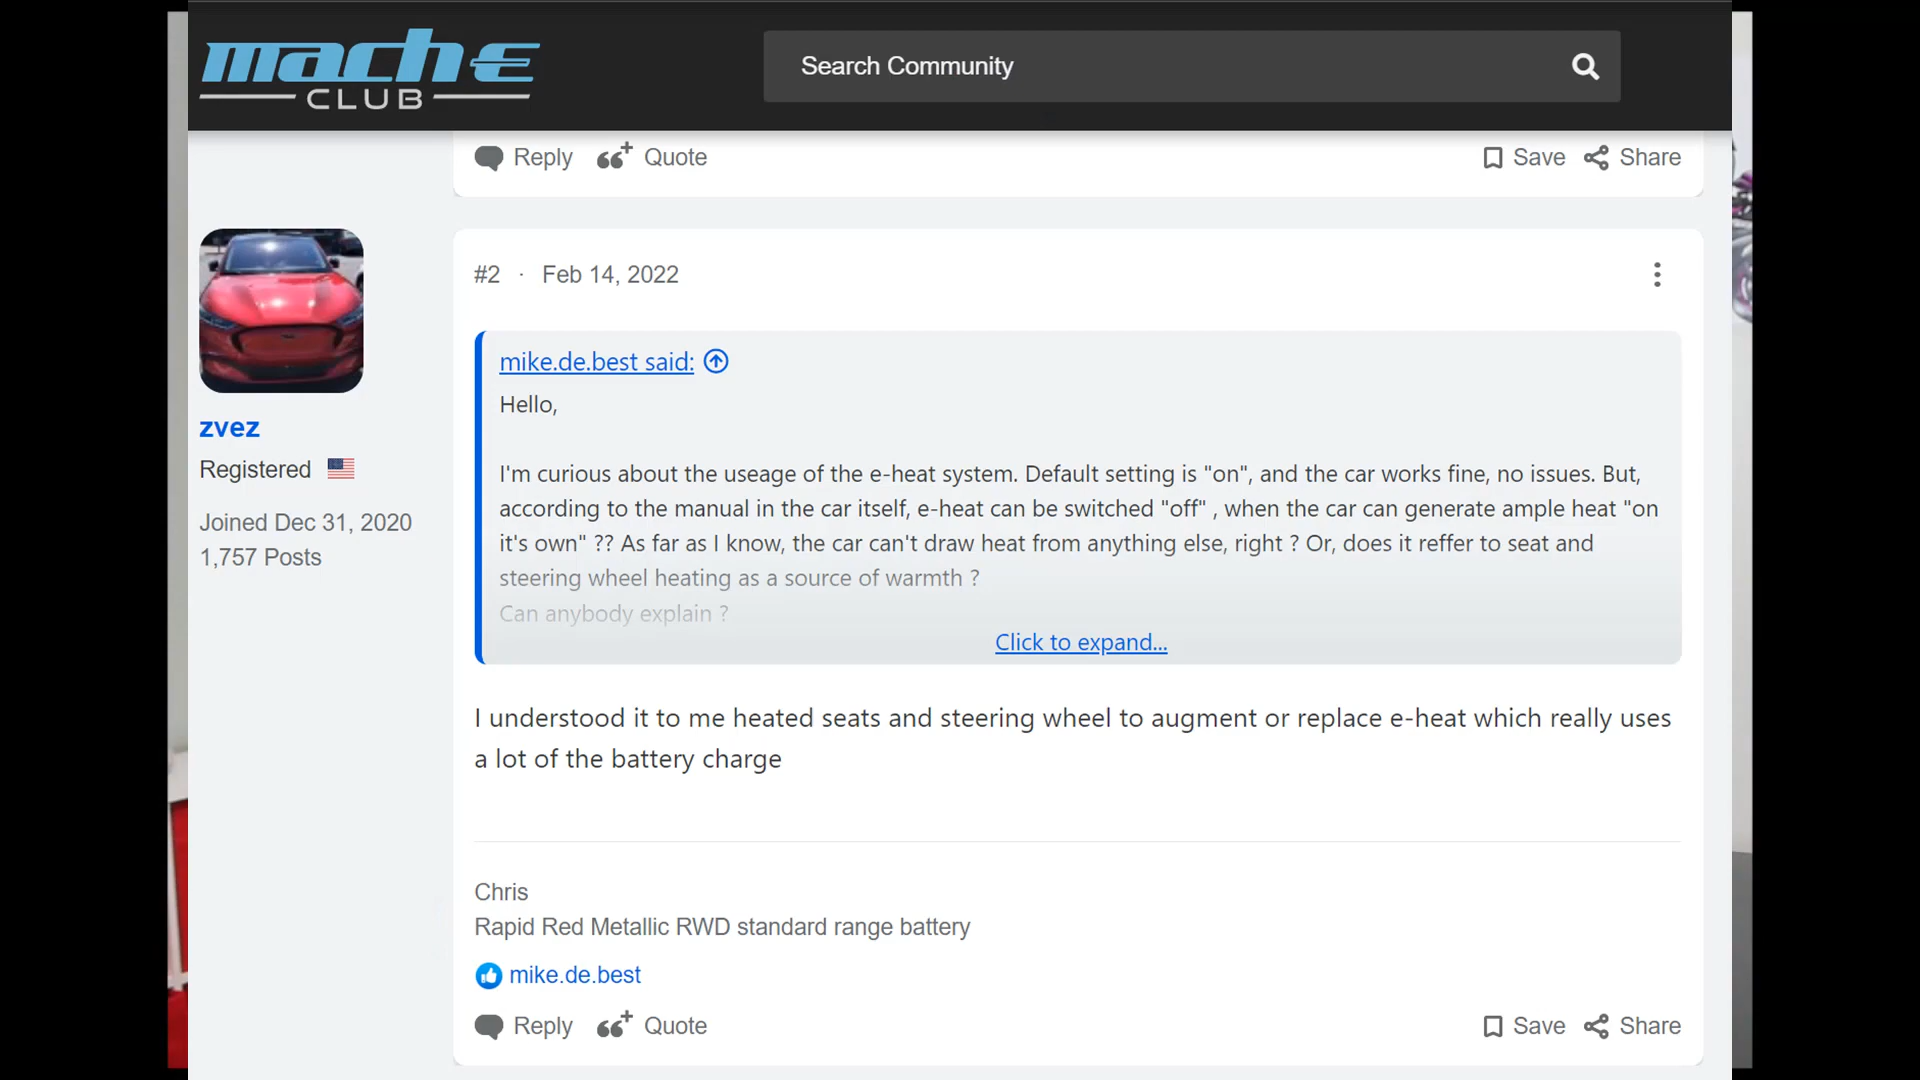 mach E
CLUB
Search Community
Reply Quote Save Share
zvez
Registered
Joined Dec 31, 2020
1,757 Posts
#2 · Feb 14, 2022
mike.de.best said:
Hello,
I'm curious about the useage of the e-heat system. Default setting is "on", and the car works fine, no issues. But,
according to the manual in the car itself, e-heat can be switched "off" , when the car can generate ample heat "on
it's own" ?? As far as I know, the car can't draw heat from anything else, right ? Or, does it reffer to seat and
steering wheel heating as a source of warmth ?
Can anybody explain ?
Click to expand...
I understood it to me heated seats and steering wheel to augment or replace e-heat which really uses
a lot of the battery charge
Chris
Rapid Red Metallic RWD standard range battery
mike.de.best
Reply Quote Save Share